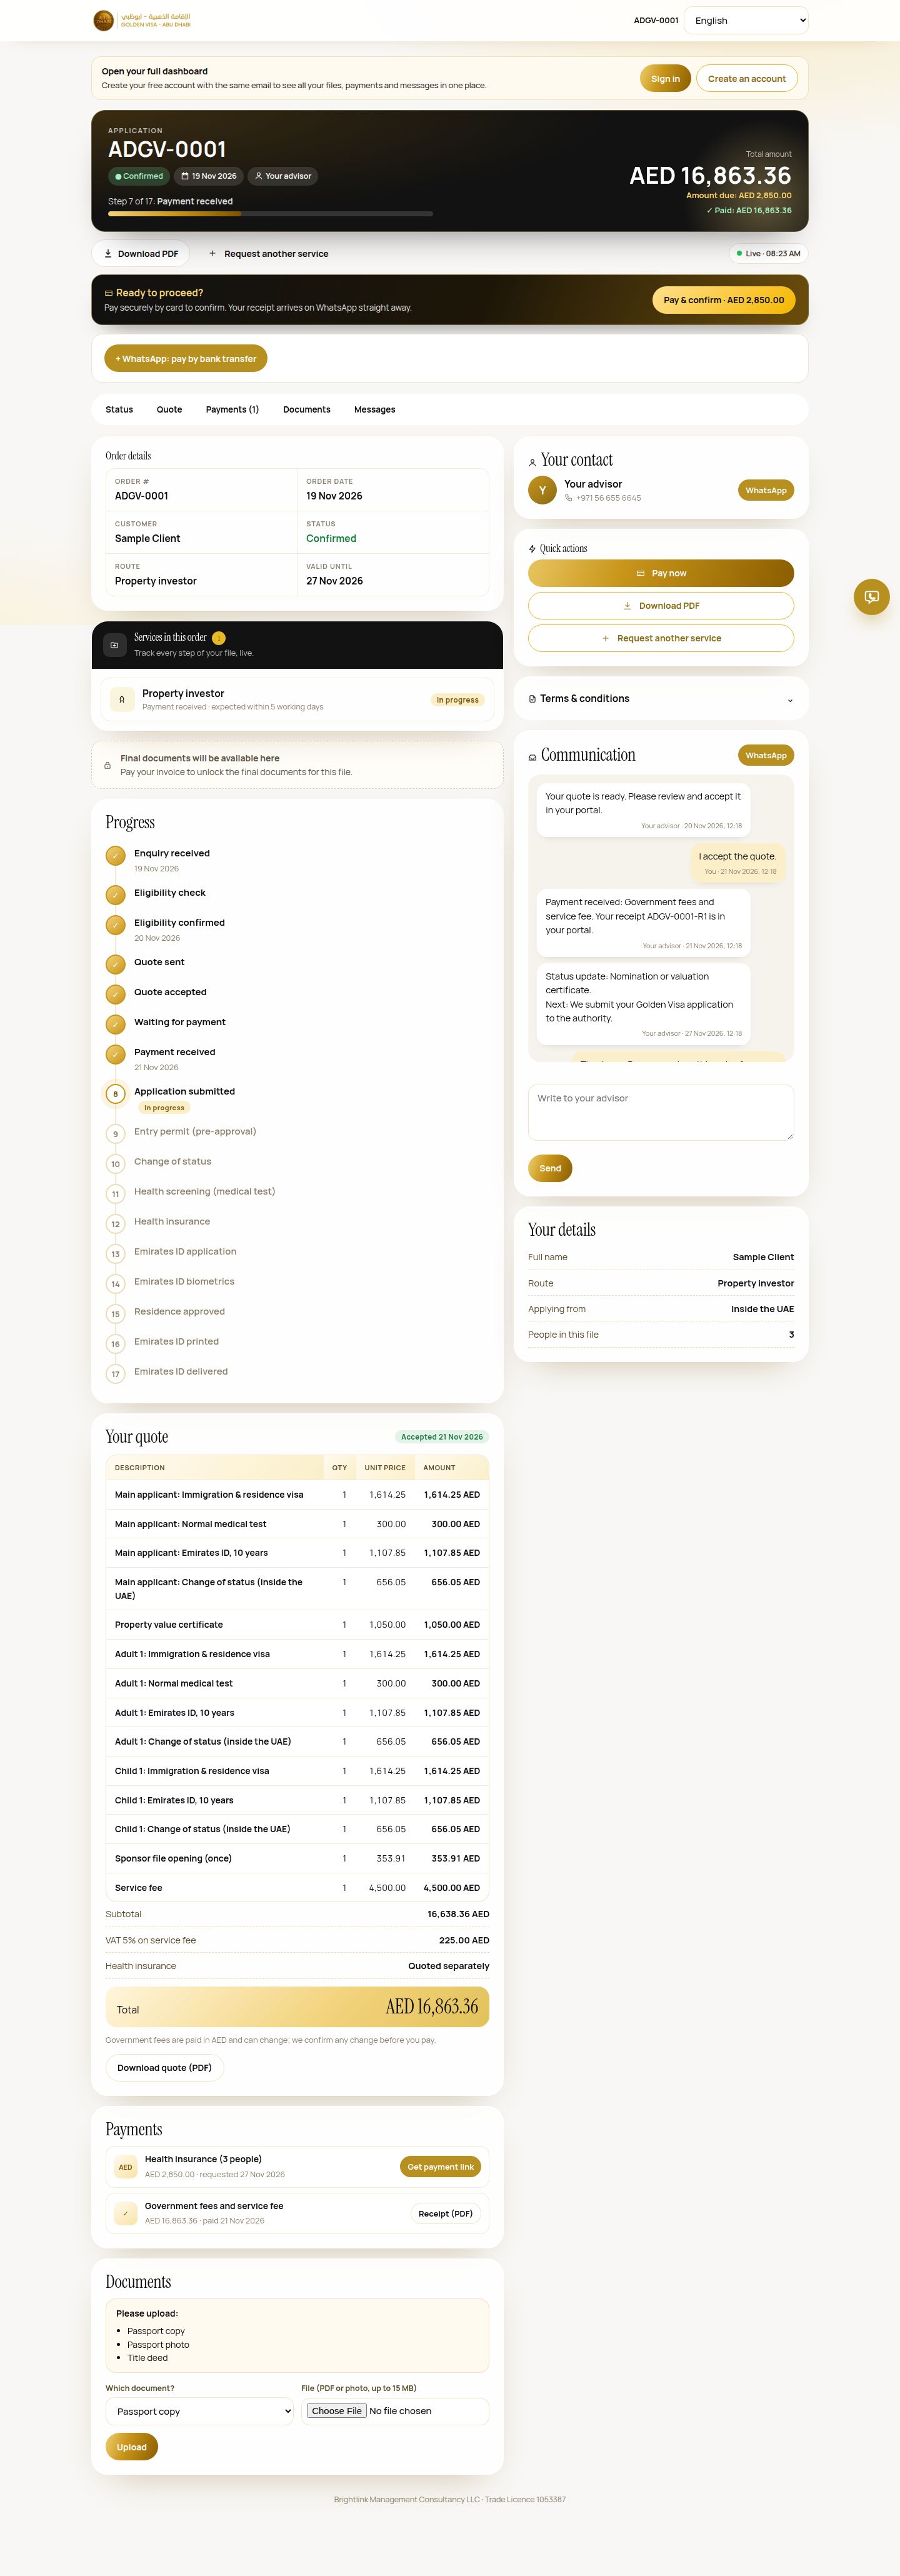 الإقامة الذهبية - ابوظبي
GOLDEN VISA - ABU DHABI
ADGV-0001
English
Open your full dashboard
Create your free account with the same email to see all your files, payments and messages in one place.
Sign in
Create an account
APPLICATION
ADGV-0001
Confirmed
19 Nov 2026
Your advisor
Step 7 of 17: Payment received
Total amount
AED 16,863.36
Amount due: AED 2,850.00
✓ Paid: AED 16,863.36
Download PDF
+ Request another service
Live · 08:23 AM
Ready to proceed?
Pay securely by card to confirm. Your receipt arrives on WhatsApp straight away.
Pay & confirm · AED 2,850.00
+ WhatsApp: pay by bank transfer
Status
Quote
Payments (1)
Documents
Messages
Order details
ORDER #
ADGV-0001
ORDER DATE
19 Nov 2026
CUSTOMER
Sample Client
STATUS
Confirmed
ROUTE
Property investor
VALID UNTIL
27 Nov 2026
Services in this order 1
Track every step of your file, live.
Property investor
Payment received · expected within 5 working days
In progress
Final documents will be available here
Pay your invoice to unlock the final documents for this file.
Progress
✓ Enquiry received
19 Nov 2026
✓ Eligibility check
✓ Eligibility confirmed
20 Nov 2026
✓ Quote sent
✓ Quote accepted
✓ Waiting for payment
✓ Payment received
21 Nov 2026
8 Application submitted
In progress
9 Entry permit (pre-approval)
10 Change of status
11 Health screening (medical test)
12 Health insurance
13 Emirates ID application
14 Emirates ID biometrics
15 Residence approved
16 Emirates ID printed
17 Emirates ID delivered
Your quote
Accepted 21 Nov 2026
DESCRIPTION QTY UNIT PRICE AMOUNT
Main applicant: Immigration & residence visa 1 1,614.25 1,614.25 AED
Main applicant: Normal medical test 1 300.00 300.00 AED
Main applicant: Emirates ID, 10 years 1 1,107.85 1,107.85 AED
Main applicant: Change of status (inside the
UAE) 1 656.05 656.05 AED
Property value certificate 1 1,050.00 1,050.00 AED
Adult 1: Immigration & residence visa 1 1,614.25 1,614.25 AED
Adult 1: Normal medical test 1 300.00 300.00 AED
Adult 1: Emirates ID, 10 years 1 1,107.85 1,107.85 AED
Adult 1: Change of status (inside the UAE) 1 656.05 656.05 AED
Child 1: Immigration & residence visa 1 1,614.25 1,614.25 AED
Child 1: Emirates ID, 10 years 1 1,107.85 1,107.85 AED
Child 1: Change of status (inside the UAE) 1 656.05 656.05 AED
Sponsor file opening (once) 1 353.91 353.91 AED
Service fee 1 4,500.00 4,500.00 AED
Subtotal 16,638.36 AED
VAT 5% on service fee 225.00 AED
Health insurance Quoted separately
Total AED 16,863.36
Government fees are paid in AED and can change; we confirm any change before you pay.
Download quote (PDF)
Payments
AED
Health insurance (3 people)
AED 2,850.00 · requested 27 Nov 2026
Get payment link
✓
Government fees and service fee
AED 16,863.36 · paid 21 Nov 2026
Receipt (PDF)
Documents
Please upload:
Passport copy
Passport photo
Title deed
Which document?
Passport copy
File (PDF or photo, up to 15 MB)
Choose File No file chosen
Upload
Your contact
Y
Your advisor
+971 56 655 6645
WhatsApp
Quick actions
Pay now
Download PDF
+ Request another service
Terms & conditions
Communication
WhatsApp
Your quote is ready. Please review and accept it
in your portal.
Your advisor · 20 Nov 2026, 12:18
I accept the quote.
You · 21 Nov 2026, 12:18
Payment received: Government fees and
service fee. Your receipt ADGV-0001-R1 is in
your portal.
Your advisor · 21 Nov 2026, 12:18
Status update: Nomination or valuation
certificate.
Next: We submit your Golden Visa application
to the authority.
Your advisor · 27 Nov 2026, 12:18
Write to your advisor
Send
Your details
Full name Sample Client
Route Property investor
Applying from Inside the UAE
People in this file 3
Brightlink Management Consultancy LLC · Trade Licence 1053387